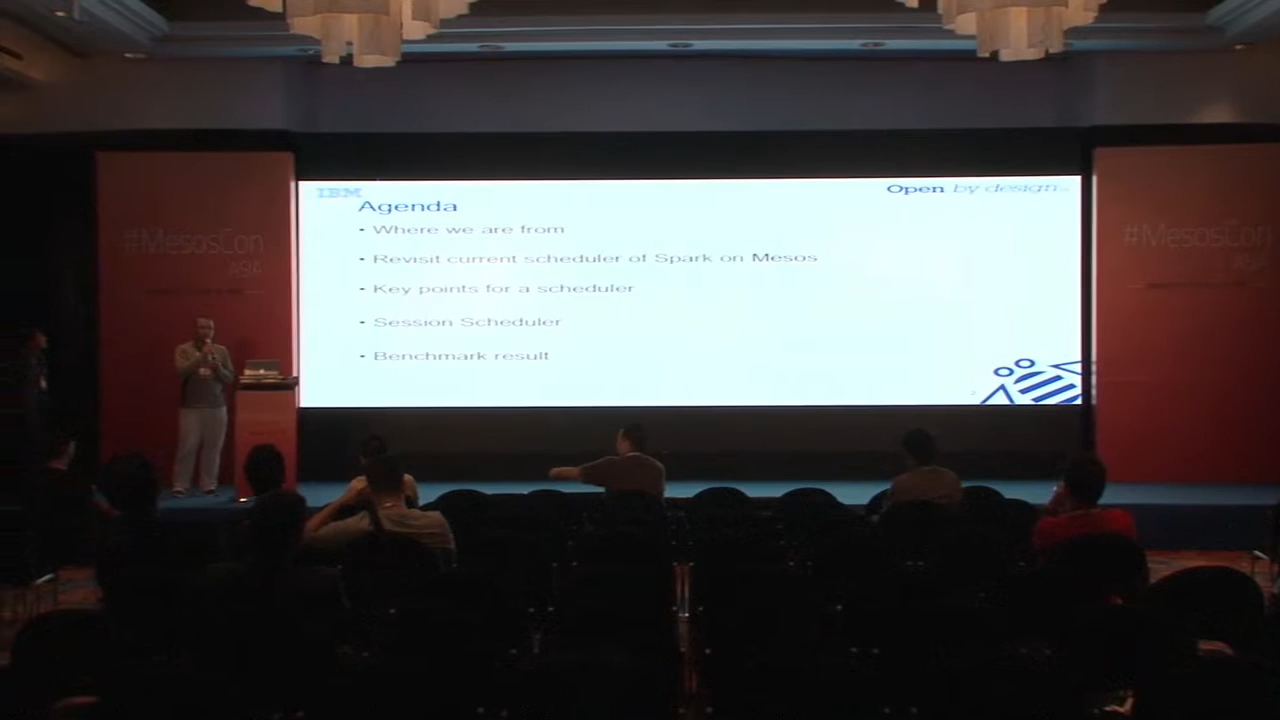 #MesosCon
ASIA
IBM
Open by design
Agenda
• Where we are from
• Revisit current scheduler of Spark on Mesos
• Key points for a scheduler
• Session Scheduler
• Benchmark result
2
#MesosCon
ASIA